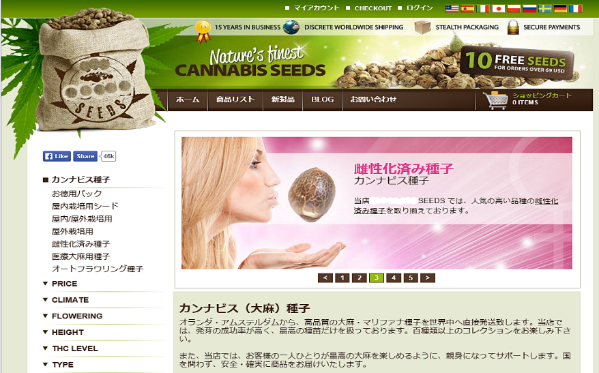 マイアカウント CHECKOUT ログイン
15 YEARS IN BUSINESS DISCREET WORLDWIDE SHIPPING STEALTH PACKAGING SECURE PAYMENTS
Nature's finest
CANNABIS SEEDS
10 FREE SEEDS
FOR ORDERS OVER 60 USD
SEEDS
ホーム 商品リスト 新製品 BLOG お問い合わせ
ショッピングカート
0 ITEMS
Like Share 46k
カンナビス種子
お徳用パック
屋内栽培用シード
屋内/屋外栽培用
屋外栽培用
雌性化済み種子
医療大麻用種子
オートフラワリング種子
PRICE
CLIMATE
FLOWERING
HEIGHT
THC LEVEL
TYPE
雌性化済み種子
カンナビス種子
当店 SEEDS では、人気の高い品種の雌性化
済み種子を取り揃えております。
< 1 2 3 4 5 >
カンナビス（大麻）種子
オランダ・アムステルダムから、高品質の大麻・マリファナ種子を世界中へ直接発送致します。当店で
は、発芽の成功率が高く、最高の種苗だけを扱っております。百種類以上のコレクションをお楽しみ下さ
い。
また、当店では、お客様の一人ひとりが最高の大麻を楽しめるように、親身になってサポートします。国
を問わず、安全・確実に商品をお届けいたします。